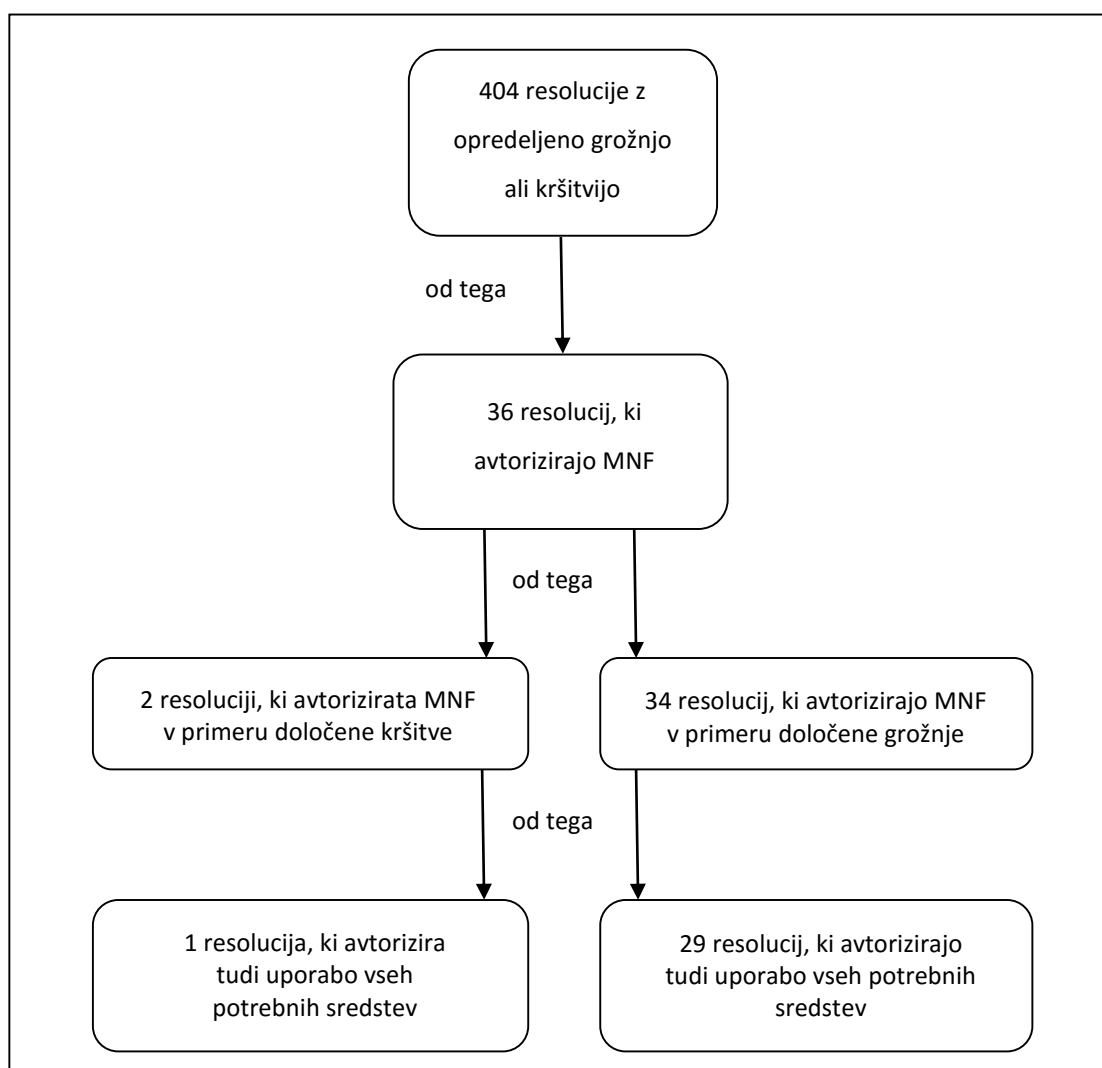 404 resolucije z
opredeljeno grožnjo
ali kršitvijo
od tega
36 resolucij, ki
avtorizirajo MNF
od tega
2 resoluciji, ki avtorizirata MNF
v primeru določene kršitve
34 resolucij, ki avtorizirajo MNF
v primeru določene grožnje
od tega
1 resolucija, ki avtorizira
tudi uporabo vseh
potrebnih sredstev
29 resolucij, ki avtorizirajo
tudi uporabo vseh potrebnih
sredstev